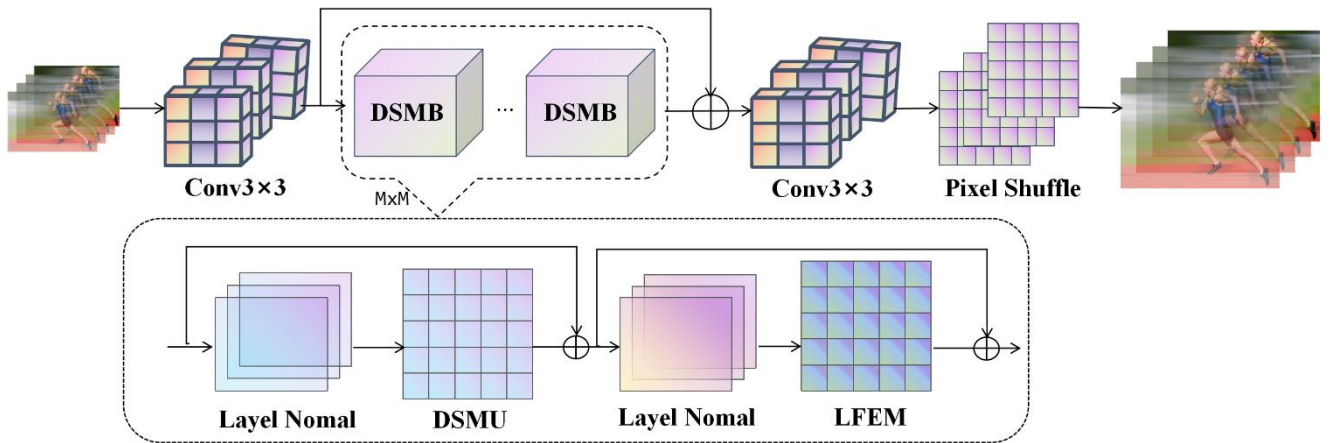 DSMB ... DSMB
Conv3×3
Conv3×3
Pixel Shuffle
MxM
Layel Nomal
DSMU
Layel Nomal
LFEM